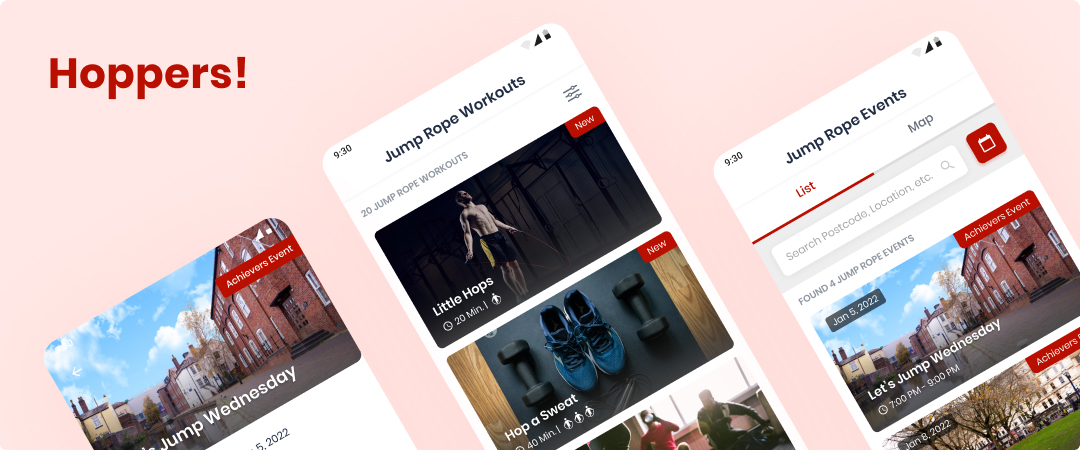 Hoppers!
Achievers Event
Jump Wednesday
5, 2022
9:30
Jump Rope Workouts
20 JUMP ROPE WORKOUTS
New
Little Hops
20 Min. |
New
Hop a Sweat
40 Min. |
9:30
Jump Rope Events
List
Map
Search Postcode, Location, etc.
FOUND 4 JUMP ROPE EVENTS
Achievers Event
Jan 5, 2022
Let's Jump Wednesday
7:00 PM - 9:00 PM
Achievers
Jan 8, 2022